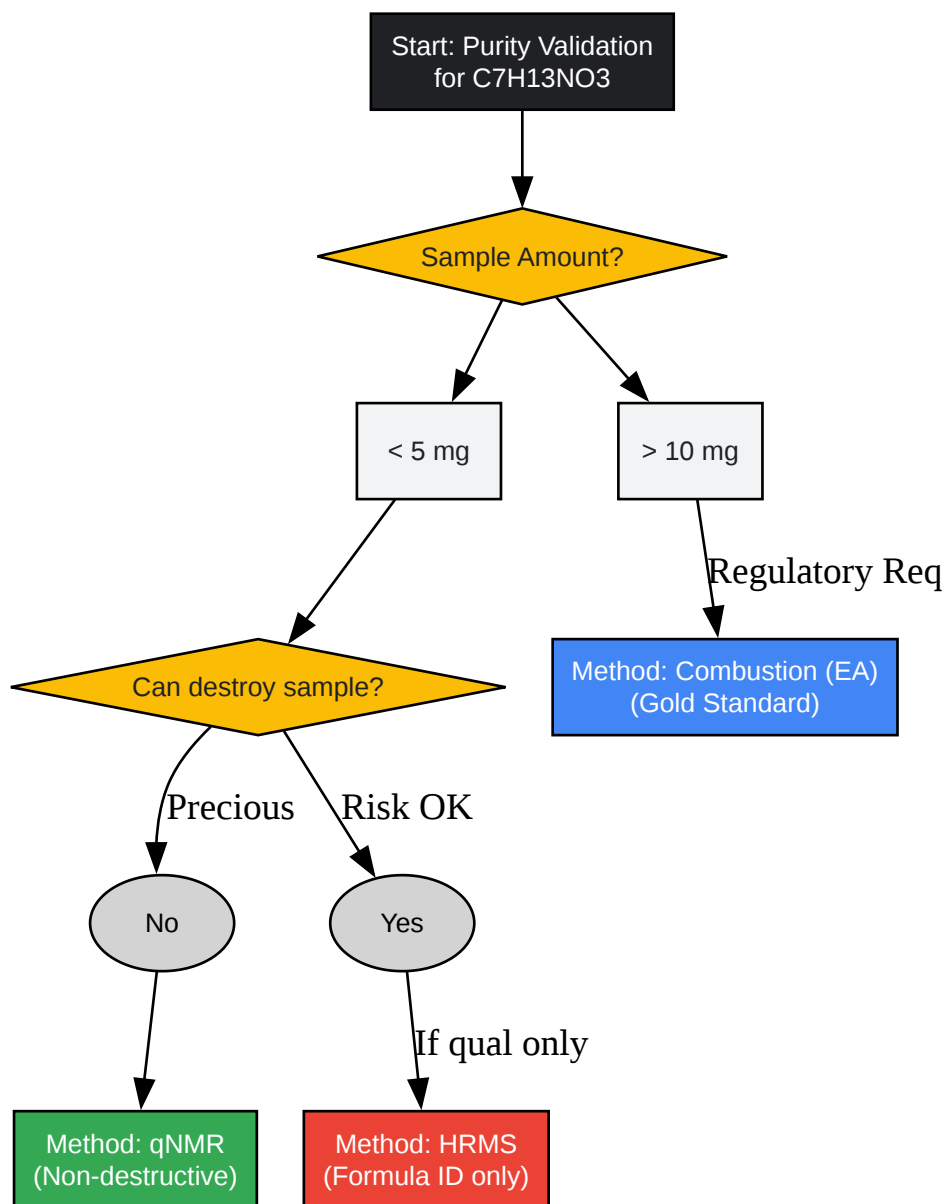 Start: Purity Validation
for C7H13NO3
Sample Amount?
< 5 mg
> 10 mg
Regulatory Req
Can destroy sample?
Method: Combustion (EA)
(Gold Standard)
Precious
Risk OK
No
Yes
If qual only
Method: qNMR
(Non-destructive)
Method: HRMS
(Formula ID only)